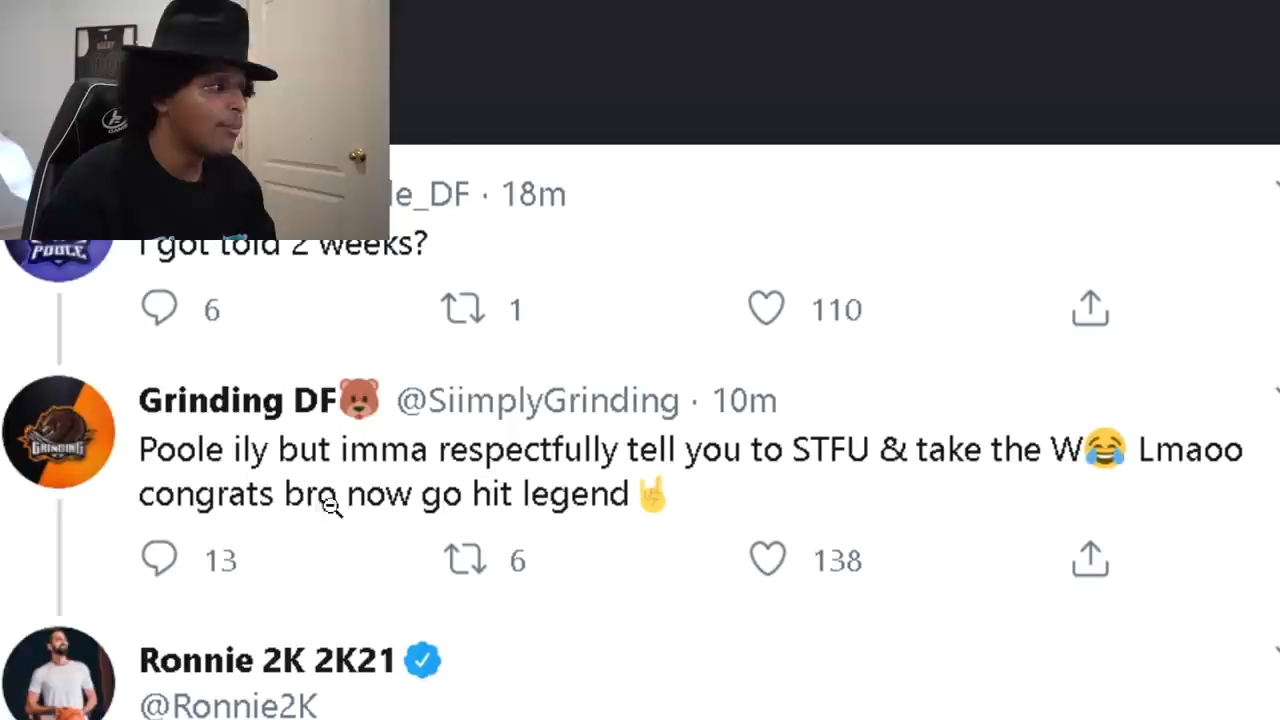 le_DF · 18m
I got told 2 weeks?
POOLE
6 1 110
Grinding DF🐻 @SiimplyGrinding · 10m
Poole ily but imma respectfully tell you to STFU & take the W😂 Lmaoo
congrats bro now go hit legend🤘
GRINDING
13 6 138
Ronnie 2K 2K21
@Ronnie2K